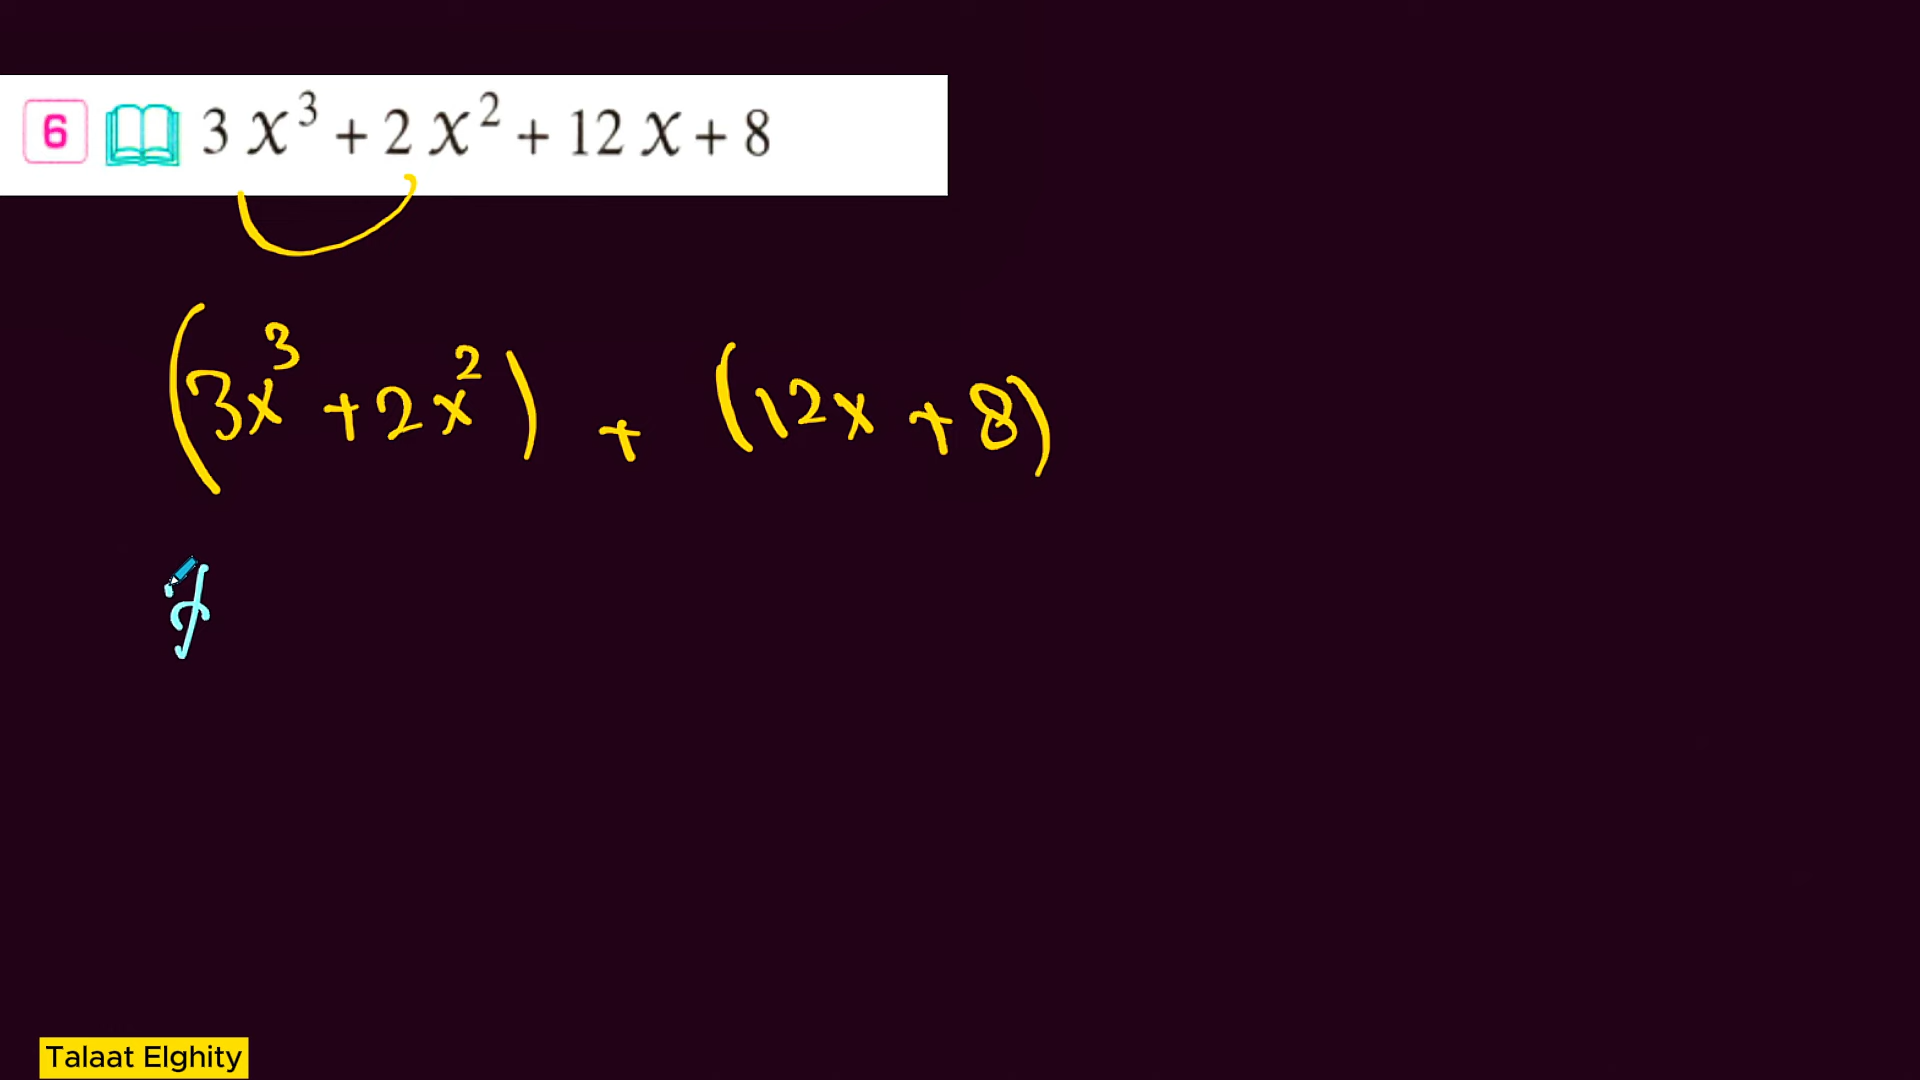 6 3x³ + 2x² + 12x + 8
(3x³ + 2x²) + (12x + 8)
Talaat Elghity